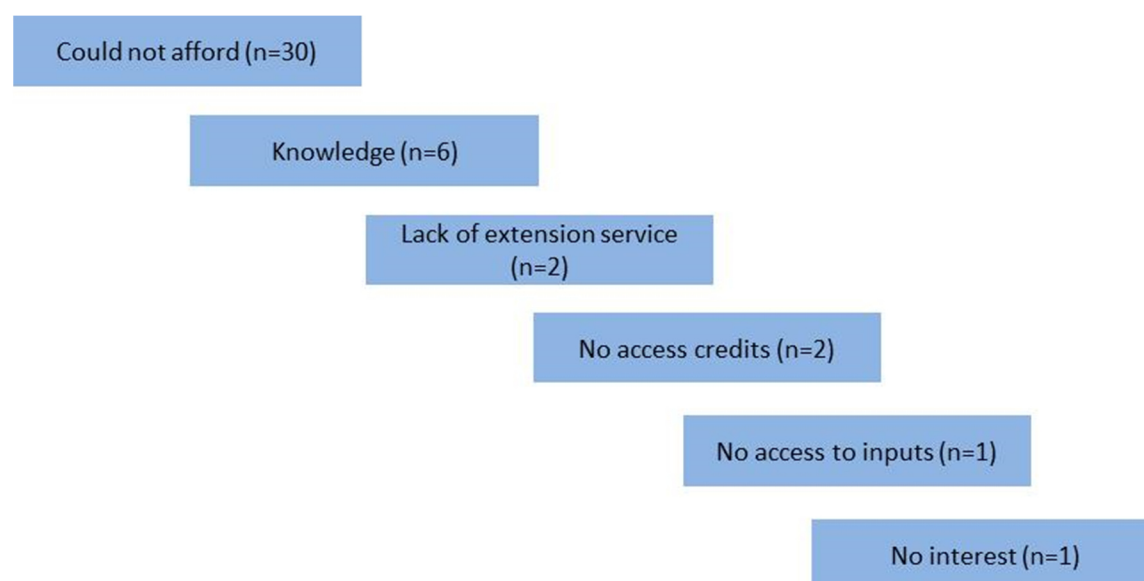 Could not afford (n=30)
Knowledge (n=6)
Lack of extension service
(n=2)
No access credits (n=2)
No access to inputs (n=1)
No interest (n=1)